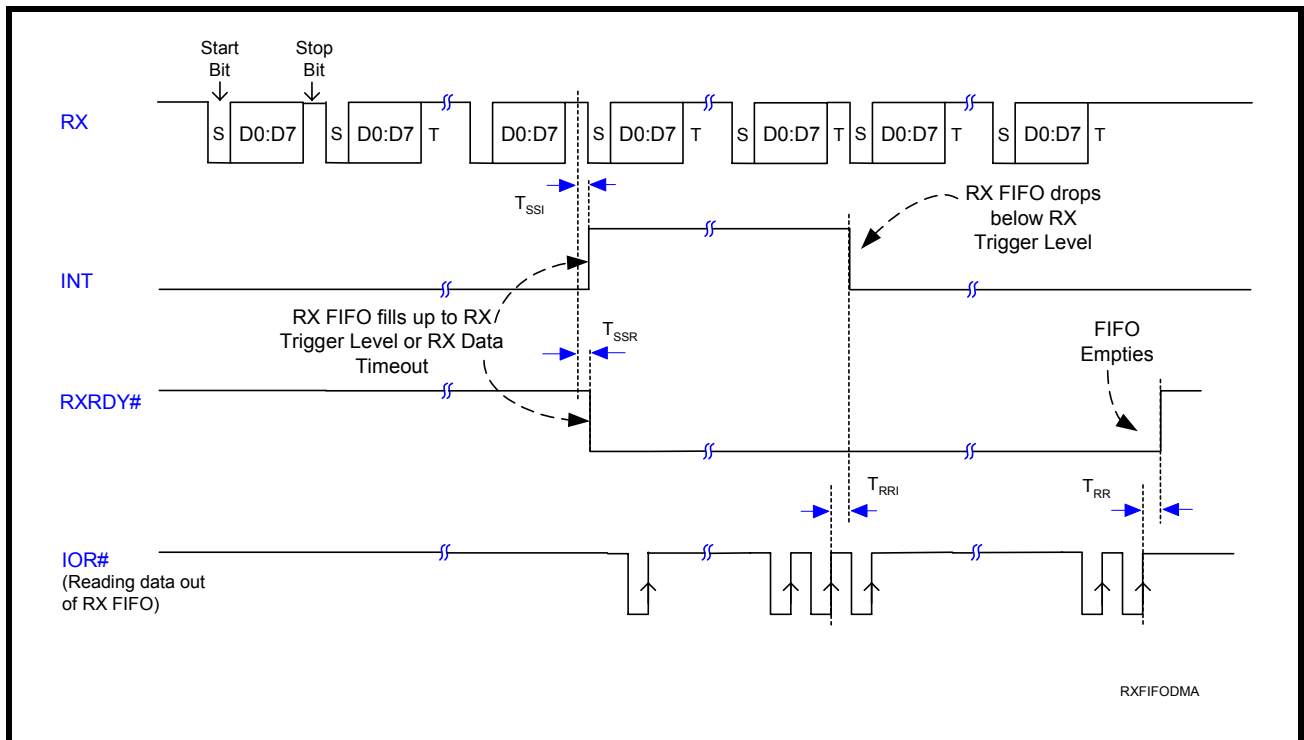 Start
Bit
Stop
Bit
RX
S D0:D7 S D0:D7 T D0:D7 S D0:D7 T S D0:D7 T S D0:D7 T S D0:D7 T
TSSI
RX FIFO drops
below RX
Trigger Level
INT
RX FIFO fills up to RX
Trigger Level or RX Data
Timeout
TSSR
FIFO
Empties
RXRDY#
TRRI
TRR
IOR#
(Reading data out
of RX FIFO)
RXFIFODMA